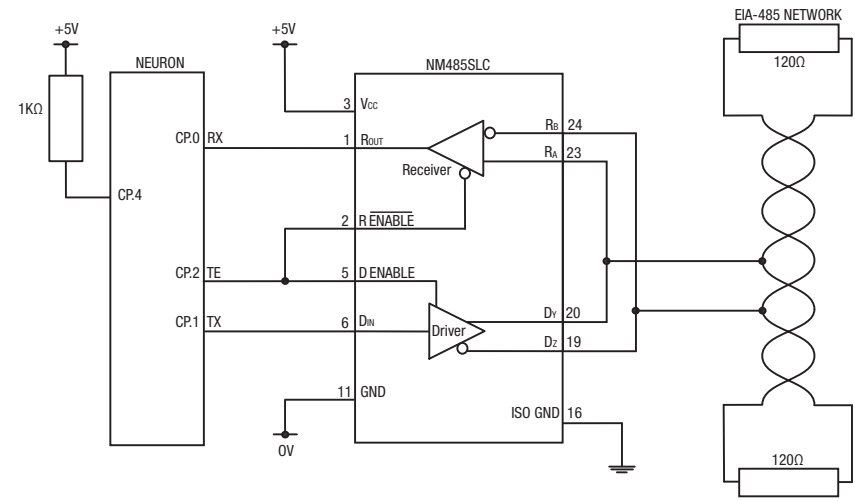 EIA-485 NETWORK
120Ω
+5V
+5V
NEURON
NM485SLC
1KΩ
3 Vcc
CP.0 RX
1 ROUT
RB 24
RA 23
Receiver
CP.4
2 R ENABLE
CP.2 TE
5 D ENABLE
CP.1 TX
6 DIN
Driver
DY 20
DZ 19
11 GND
ISO GND 16
0V
120Ω